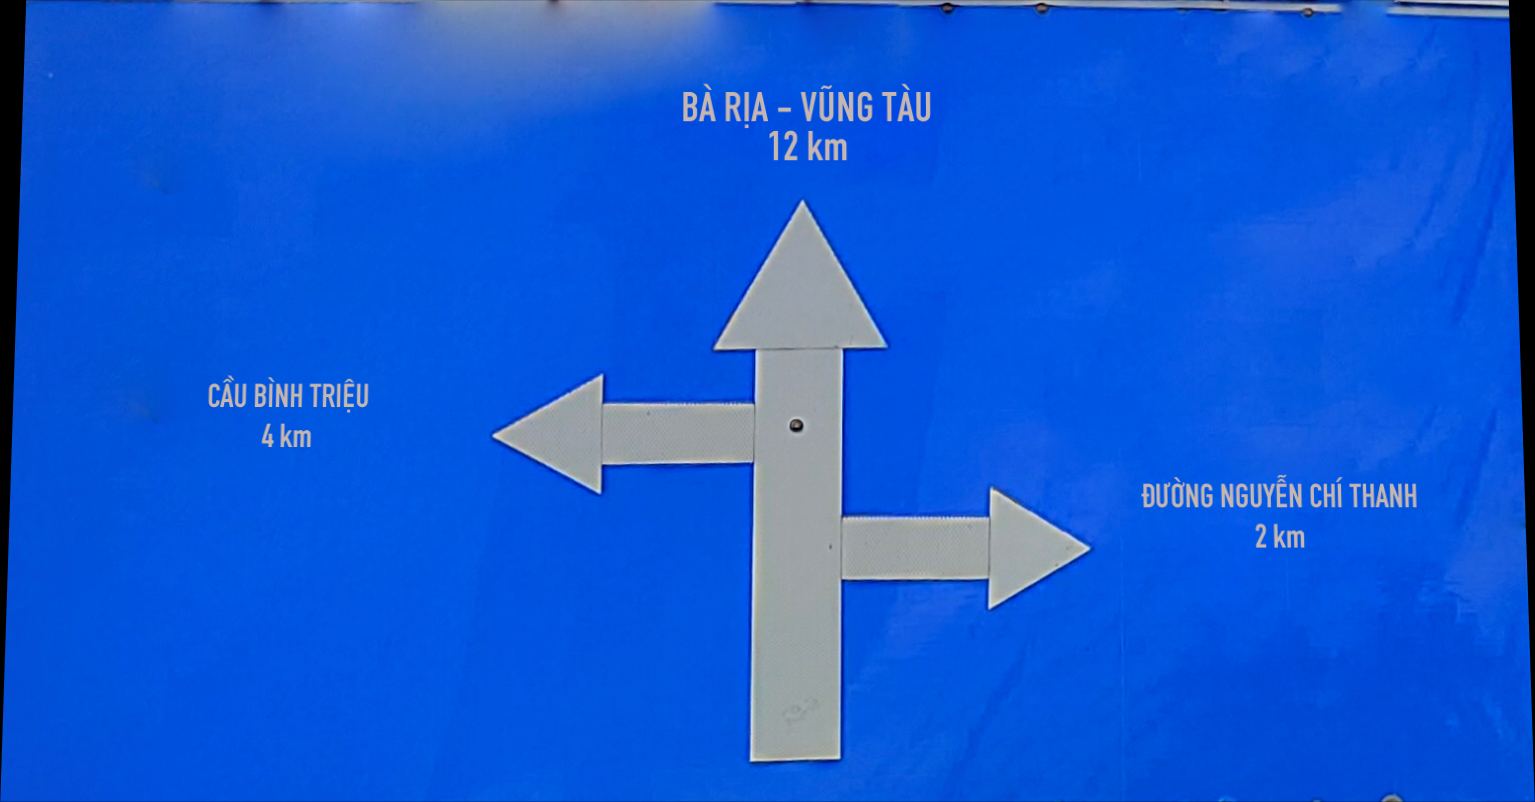 BÀ RỊA - VŨNG TÀU
12 km
CẦU BÌNH TRIỆU
4 km
ĐƯỜNG NGUYỄN CHÍ THANH
2 km